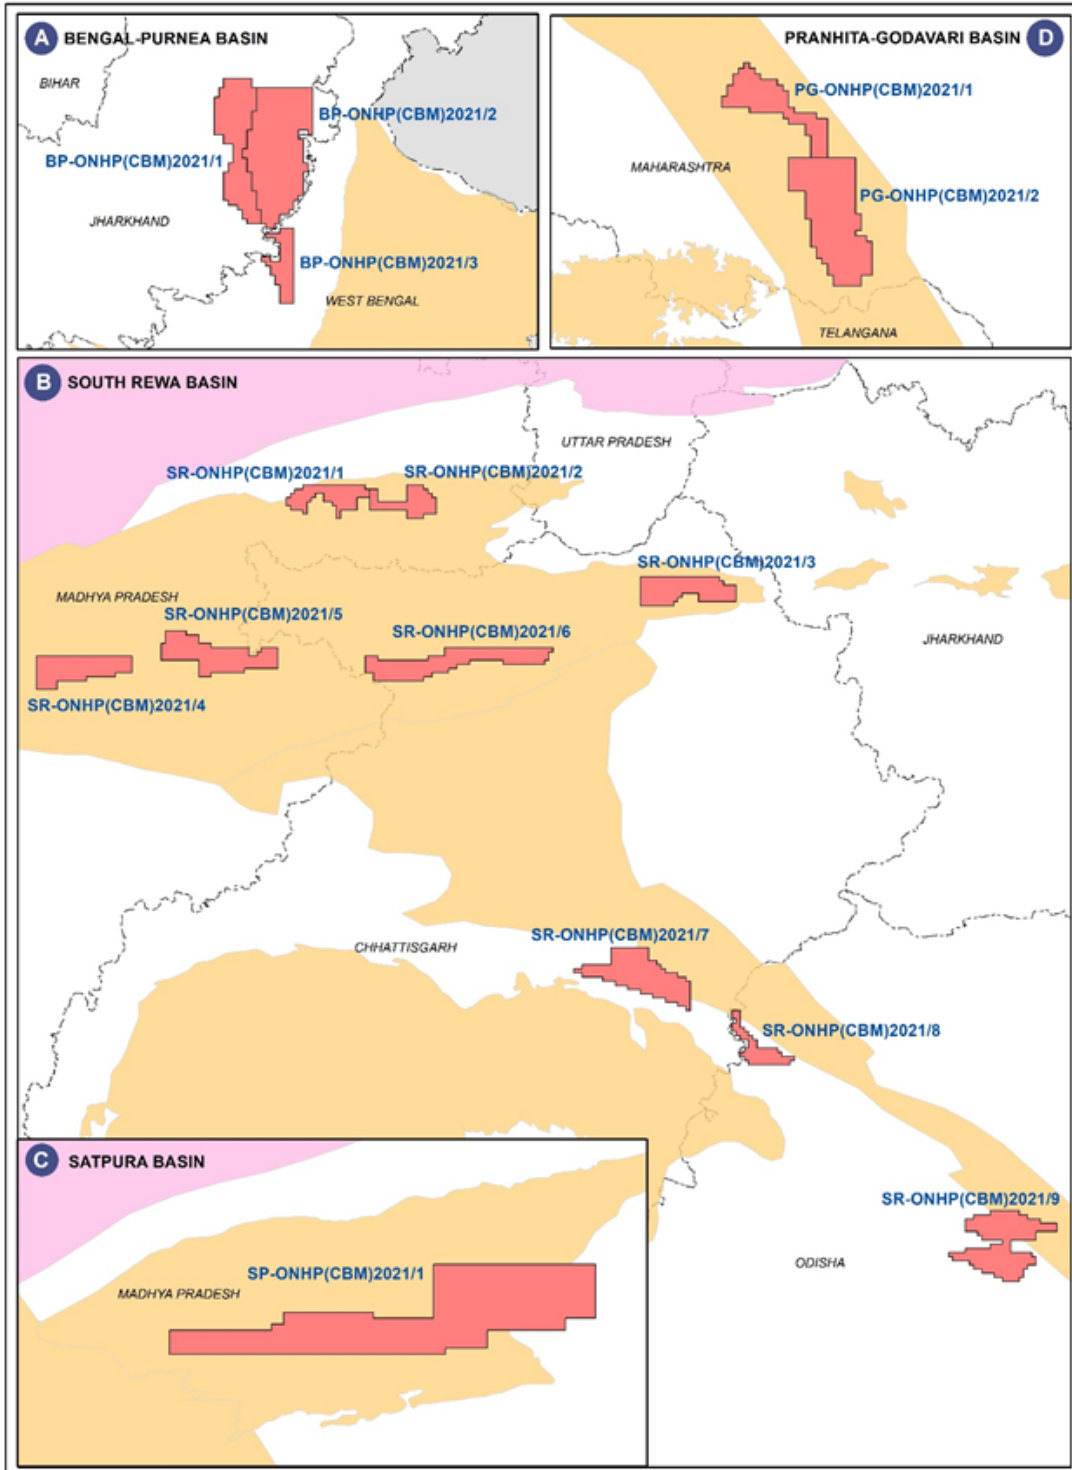 A BENGAL-PURNEA BASIN
BIHAR
BP-ONHP(CBM)2021/2
BP-ONHP(CBM)2021/1
JHARKHAND
BP-ONHP(CBM)2021/3
WEST BENGAL
PRANHITA-GODAVARI BASIN D
PG-ONHP(CBM)2021/1
MAHARASHTRA
PG-ONHP(CBM)2021/2
TELANGANA
B SOUTH REWA BASIN
UTTAR PRADESH
SR-ONHP(CBM)2021/1
SR-ONHP(CBM)2021/2
SR-ONHP(CBM)2021/3
MADHYA PRADESH
SR-ONHP(CBM)2021/5
SR-ONHP(CBM)2021/6
JHARKHAND
SR-ONHP(CBM)2021/4
SR-ONHP(CBM)2021/7
CHHATTISGARH
SR-ONHP(CBM)2021/8
C SATPURA BASIN
SR-ONHP(CBM)2021/9
ODISHA
SP-ONHP(CBM)2021/1
MADHYA PRADESH